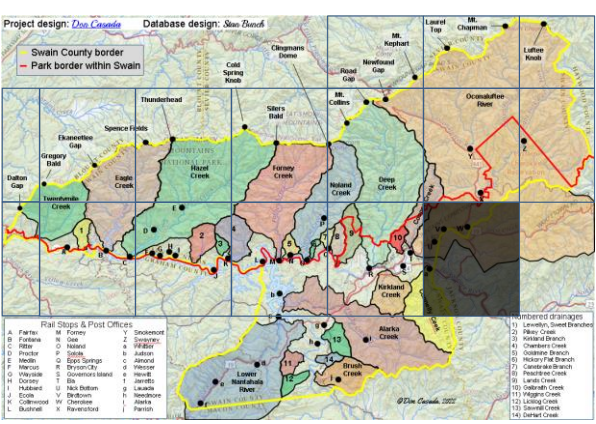 Project design: Don Casada
Database design: Stan Bunch
Swain County border
Park border within Swain
Dalton Gap
Gregory Bald
Ekaneetlee Gap
Spence Fields
Thunderhead
Cold Spring Knob
Silers Bald
Clingmans Dome
Mt. Collins
Road Gap
Newfound Gap
Mt. Kephart
Laurel Top
Mt. Chapman
Luftee Knob
Twentymile Creek
Eagle Creek
Hazel Creek
Forney Creek
Noland Creek
Deep Creek
Oconaluftee River
Kirkland Creek
Alarka Creek
Brush Creek
Lower Nantahala River
Rail Stops & Post Offices
A Fairfax
B Fontana
C Ritter
D Proctor
E Medlin
F Marcus
G Wayside
H Dorsey
I Hubbard
J Ecola
K Collinwood
L Bushnell
M Forney
N Gee
O Noland
P Solola
Q Epps Springs
R Bryson City
S Governors Island
T Ela
U Nick Bottom
V Birdtown
W Cherokee
X Ravensford
Y Smokemont
Z Swayney
a Whittier
b Judson
c Almond
d Wesser
e Hewitt
f Jarretts
g Lauada
h Needmore
i Alarka
j Parrish
Numbered drainages
1) Lewellyn, Sweet Branches
2) Pilkey Creek
3) Kirkland Branch
4) Chambers Creek
5) Goldmine Branch
6) Hickory Flat Branch
7) Canebrake Branch
8) Peachtree Creek
9) Lands Creek
10) Galbraith Creek
11) Wiggins Creek
12) Licklog Creek
13) Sawmill Creek
14) DeHart Creek
©Don Casada, 2022